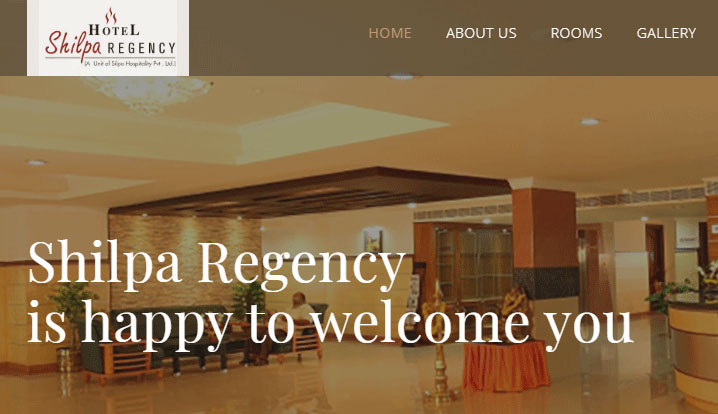 HOTEL
Shilpa REGENCY
(A Unit of Silpa Hospitality Pvt. Ltd.)
HOME ABOUT US ROOMS GALLERY
Shilpa Regency
is happy to welcome you